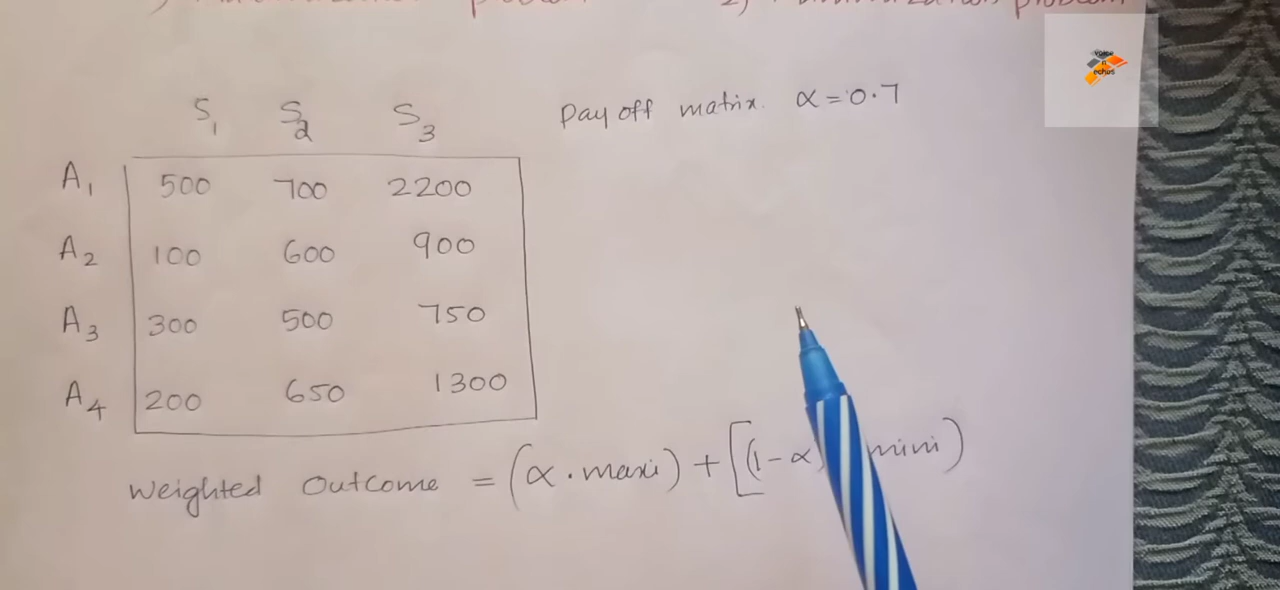 S1 S2 S3
Pay off matrix. α = 0.7
A1 500 700 2200
A2 100 600 900
A3 300 500 750
A4 200 650 1300
Weighted Outcome = (α . maxi) + [(1 - α) mini)